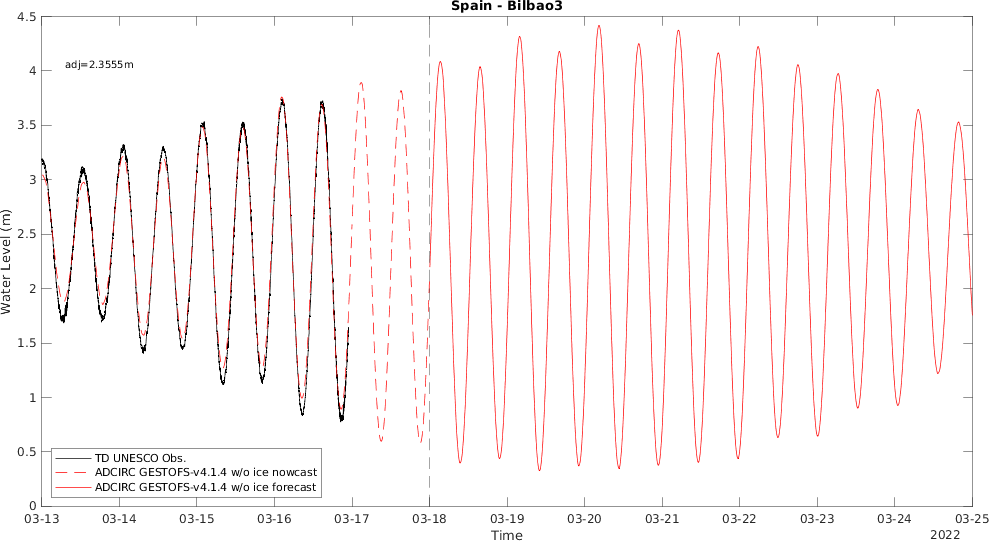 Spain - Bilbao3
adj=2.3555m
4.5
4
3.5
3
2.5
2
1.5
1
0.5
0
Water Level (m)
TD UNESCO Obs.
ADCIRC GESTOFS-v4.1.4 w/o ice nowcast
ADCIRC GESTOFS-v4.1.4 w/o ice forecast
03-13 03-14 03-15 03-16 03-17 03-18 03-19 03-20 03-21 03-22 03-23 03-24 03-25
Time
2022